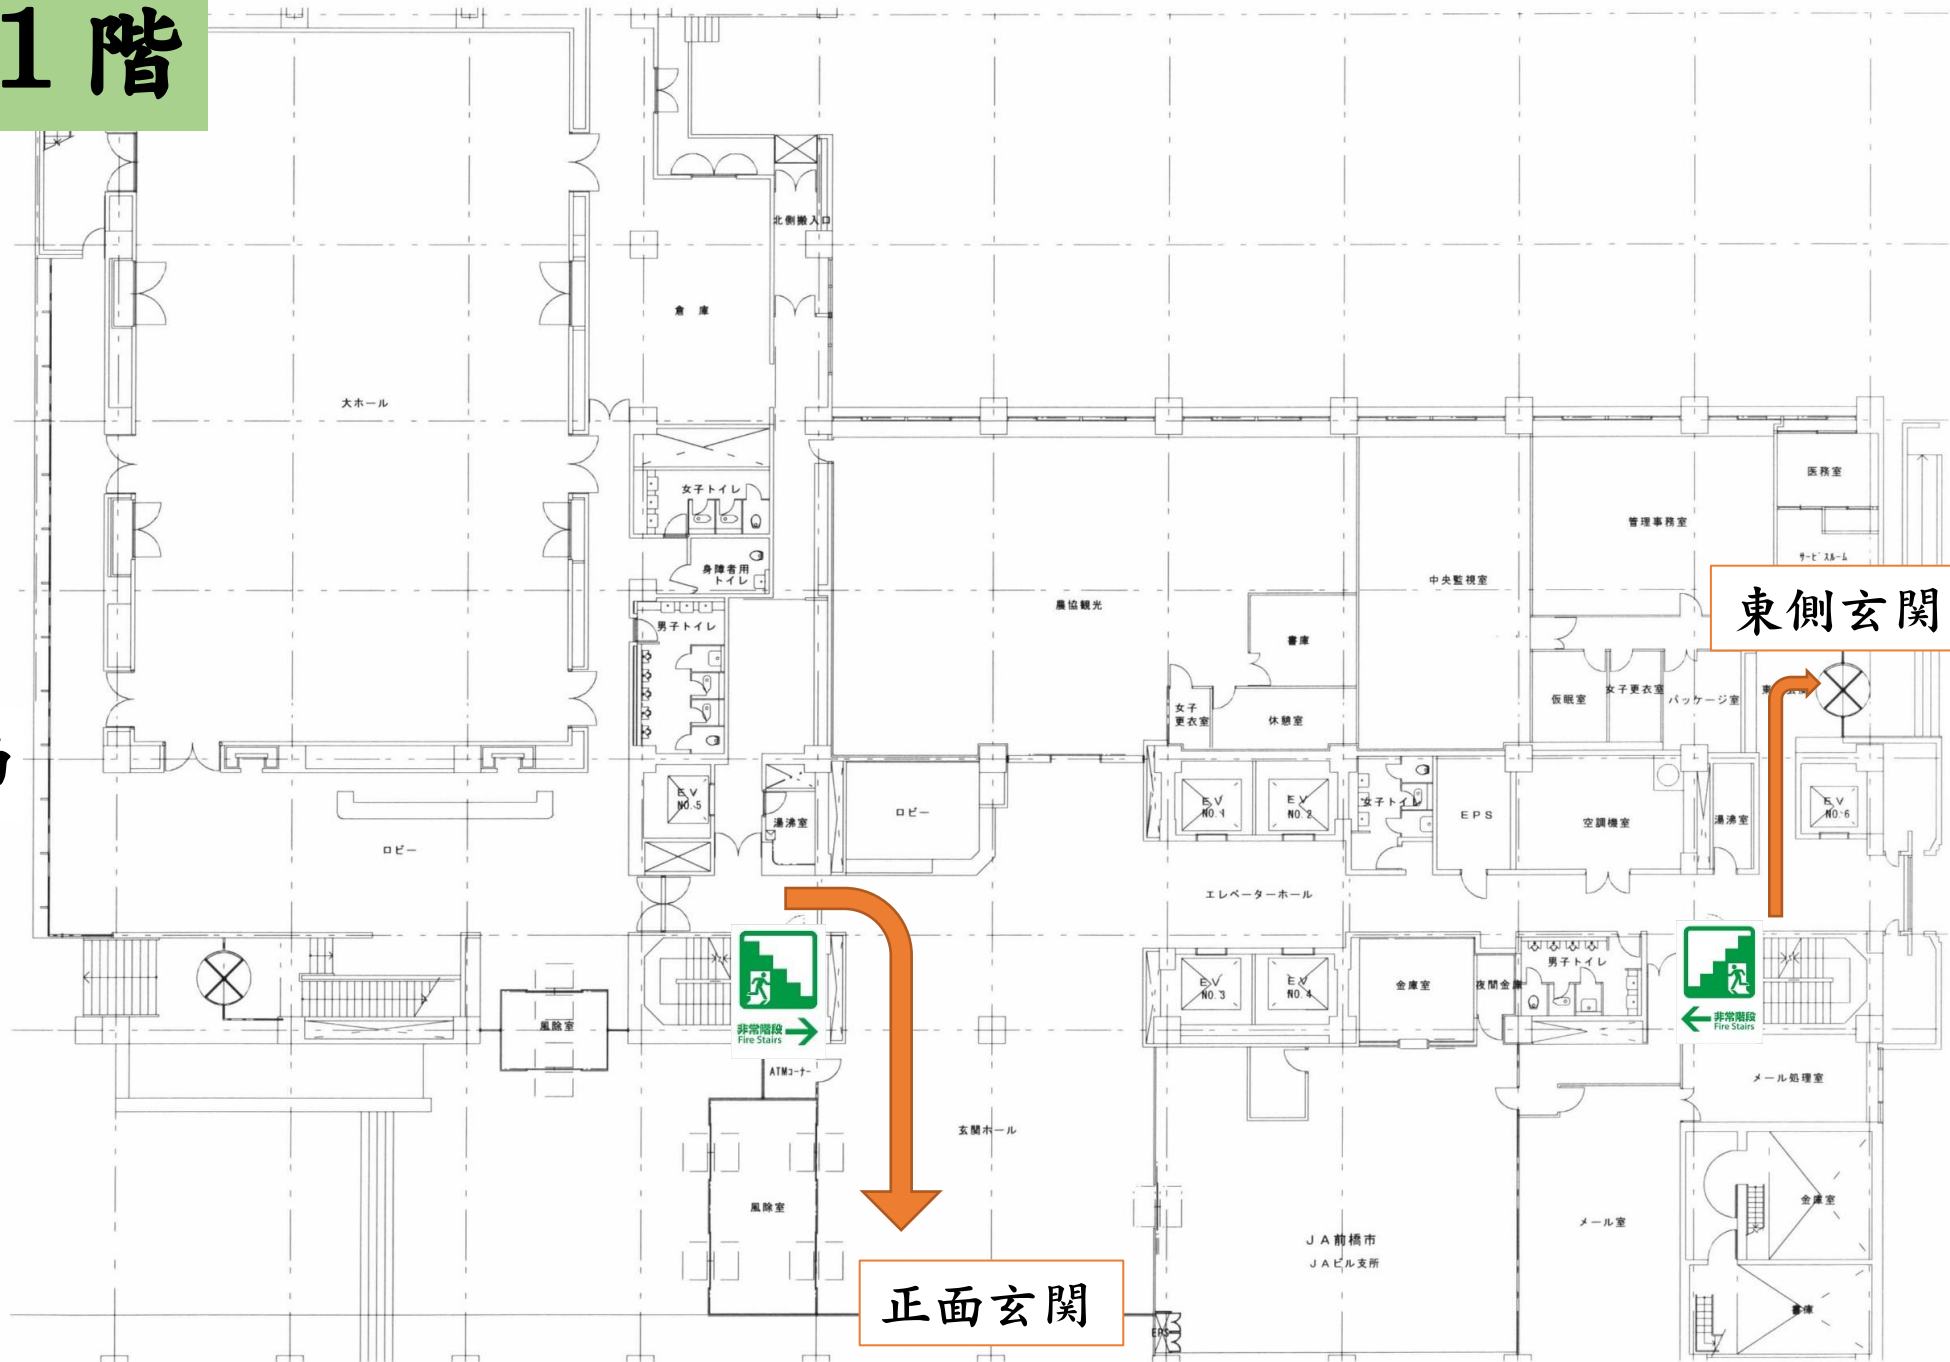 1階
北側搬入口
倉 庫
大ホール
女子トイレ
身障者用
トイレ
男子トイレ
農協観光
書庫
女子
更衣室
休憩室
中央監視室
管理事務室
医務室
サービスルーム
東側玄関
仮眠室
女子更衣室
パッケージ室
EV
NO.5
湯沸室
ロビー
ロビー
EV
NO.1
EV
NO.2
女子トイレ
EPS
空調機室
湯沸室
EV
NO.6
エレベーターホール
非常階段
Fire Stairs
EV
NO.3
EV
NO.4
金庫室
夜間金庫
男子トイレ
非常階段
Fire Stairs
風除室
ATMコーナー
玄関ホール
メール処理室
風除室
JA前橋市
JAビル支所
メール室
金庫室
書庫
正面玄関
EPS